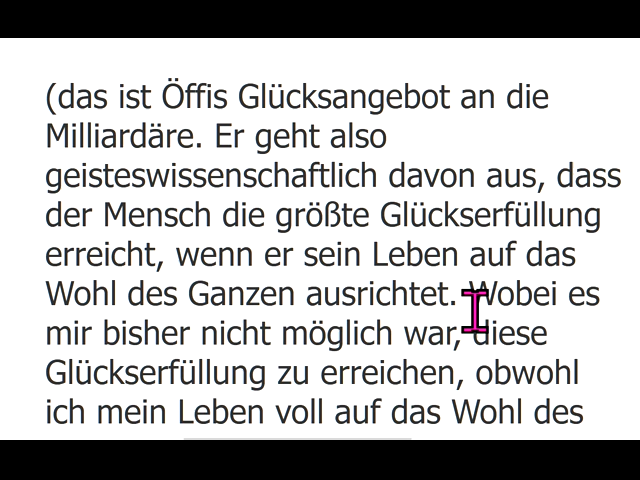 (das ist Öffis Glücksangebot an die
Milliardäre. Er geht also
geisteswissenschaftlich davon aus, dass
der Mensch die größte Glückserfüllung
erreicht, wenn er sein Leben auf das
Wohl des Ganzen ausrichtet. Wobei es
mir bisher nicht möglich war, diese
Glückserfüllung zu erreichen, obwohl
ich mein Leben voll auf das Wohl des